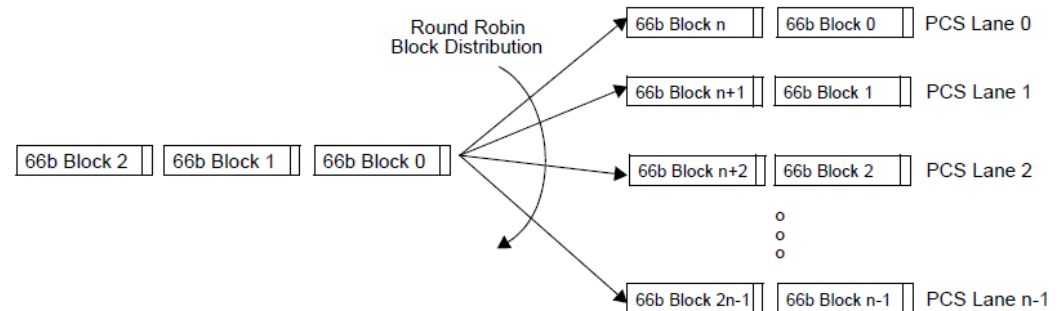 Round Robin
Block Distribution
66b Block n 66b Block 0 PCS Lane 0
66b Block n+1 66b Block 1 PCS Lane 1
66b Block 2 66b Block 1 66b Block 0
66b Block n+2 66b Block 2 PCS Lane 2
o
o
o
66b Block 2n-1 66b Block n-1 PCS Lane n-1